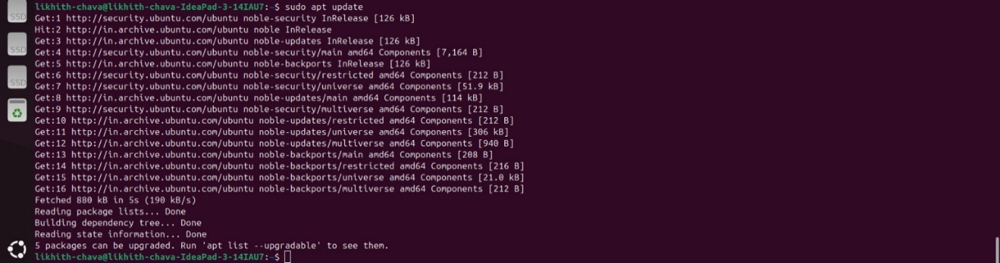 SSD
SSD
SSD
likhith-chava@likhith-chava-IdeaPad-3-14IAU7:~$ sudo apt update
Get:1 http://security.ubuntu.com/ubuntu noble-security InRelease [126 kB]
Hit:2 http://in.archive.ubuntu.com/ubuntu noble InRelease
Get:3 http://in.archive.ubuntu.com/ubuntu noble-updates InRelease [126 kB]
Get:4 http://security.ubuntu.com/ubuntu noble-security/main amd64 Components [7,164 B]
Get:5 http://in.archive.ubuntu.com/ubuntu noble-backports InRelease [126 kB]
Get:6 http://security.ubuntu.com/ubuntu noble-security/restricted amd64 Components [212 B]
Get:7 http://security.ubuntu.com/ubuntu noble-security/universe amd64 Components [51.9 kB]
Get:8 http://in.archive.ubuntu.com/ubuntu noble-updates/main amd64 Components [114 kB]
Get:9 http://security.ubuntu.com/ubuntu noble-security/multiverse amd64 Components [212 B]
Get:10 http://in.archive.ubuntu.com/ubuntu noble-updates/restricted amd64 Components [212 B]
Get:11 http://in.archive.ubuntu.com/ubuntu noble-updates/universe amd64 Components [306 kB]
Get:12 http://in.archive.ubuntu.com/ubuntu noble-updates/multiverse amd64 Components [940 B]
Get:13 http://in.archive.ubuntu.com/ubuntu noble-backports/main amd64 Components [208 B]
Get:14 http://in.archive.ubuntu.com/ubuntu noble-backports/restricted amd64 Components [216 B]
Get:15 http://in.archive.ubuntu.com/ubuntu noble-backports/universe amd64 Components [21.0 kB]
Get:16 http://in.archive.ubuntu.com/ubuntu noble-backports/multiverse amd64 Components [212 B]
Fetched 880 kB in 5s (190 kB/s)
Reading package lists... Done
Building dependency tree... Done
Reading state information... Done
5 packages can be upgraded. Run 'apt list --upgradable' to see them.
likhith-chava@likhith-chava-IdeaPad-3-14IAU7:~$